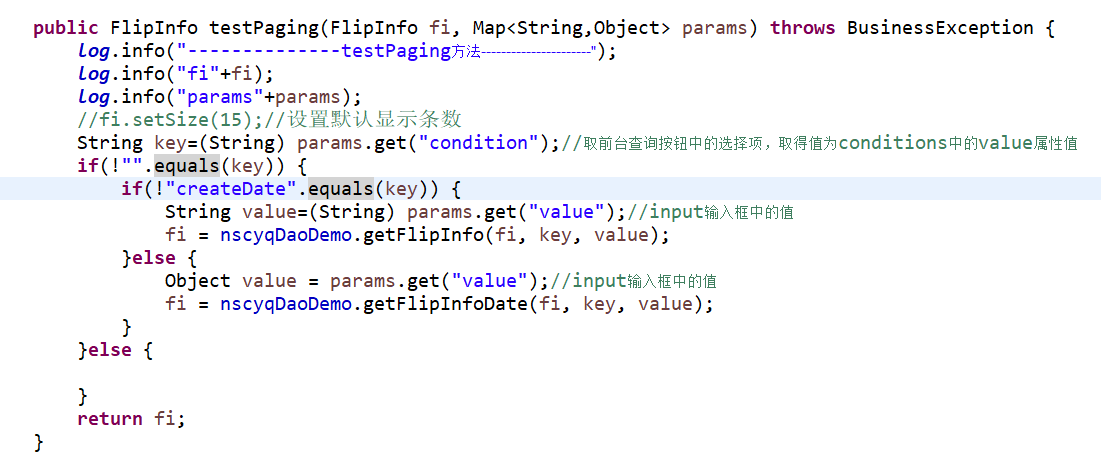 public FlipInfo testPaging(FlipInfo fi, Map<String,Object> params) throws BusinessException {
    log.info("--------------testPaging方法----------------------");
    log.info("fi"+fi);
    log.info("params"+params);
    //fi.setSize(15);//设置默认显示条数
    String key=(String) params.get("condition");//取前台查询按钮中的选择项，取得值为conditions中的value属性值
    if(!"".equals(key)) {
        if(!"createDate".equals(key)) {
            String value=(String) params.get("value");//input输入框中的值
            fi = nscyqDaoDemo.getFlipInfo(fi, key, value);
        }else {
            Object value = params.get("value");//input输入框中的值
            fi = nscyqDaoDemo.getFlipInfoDate(fi, key, value);
        }
    }else {
    }
    return fi;
}